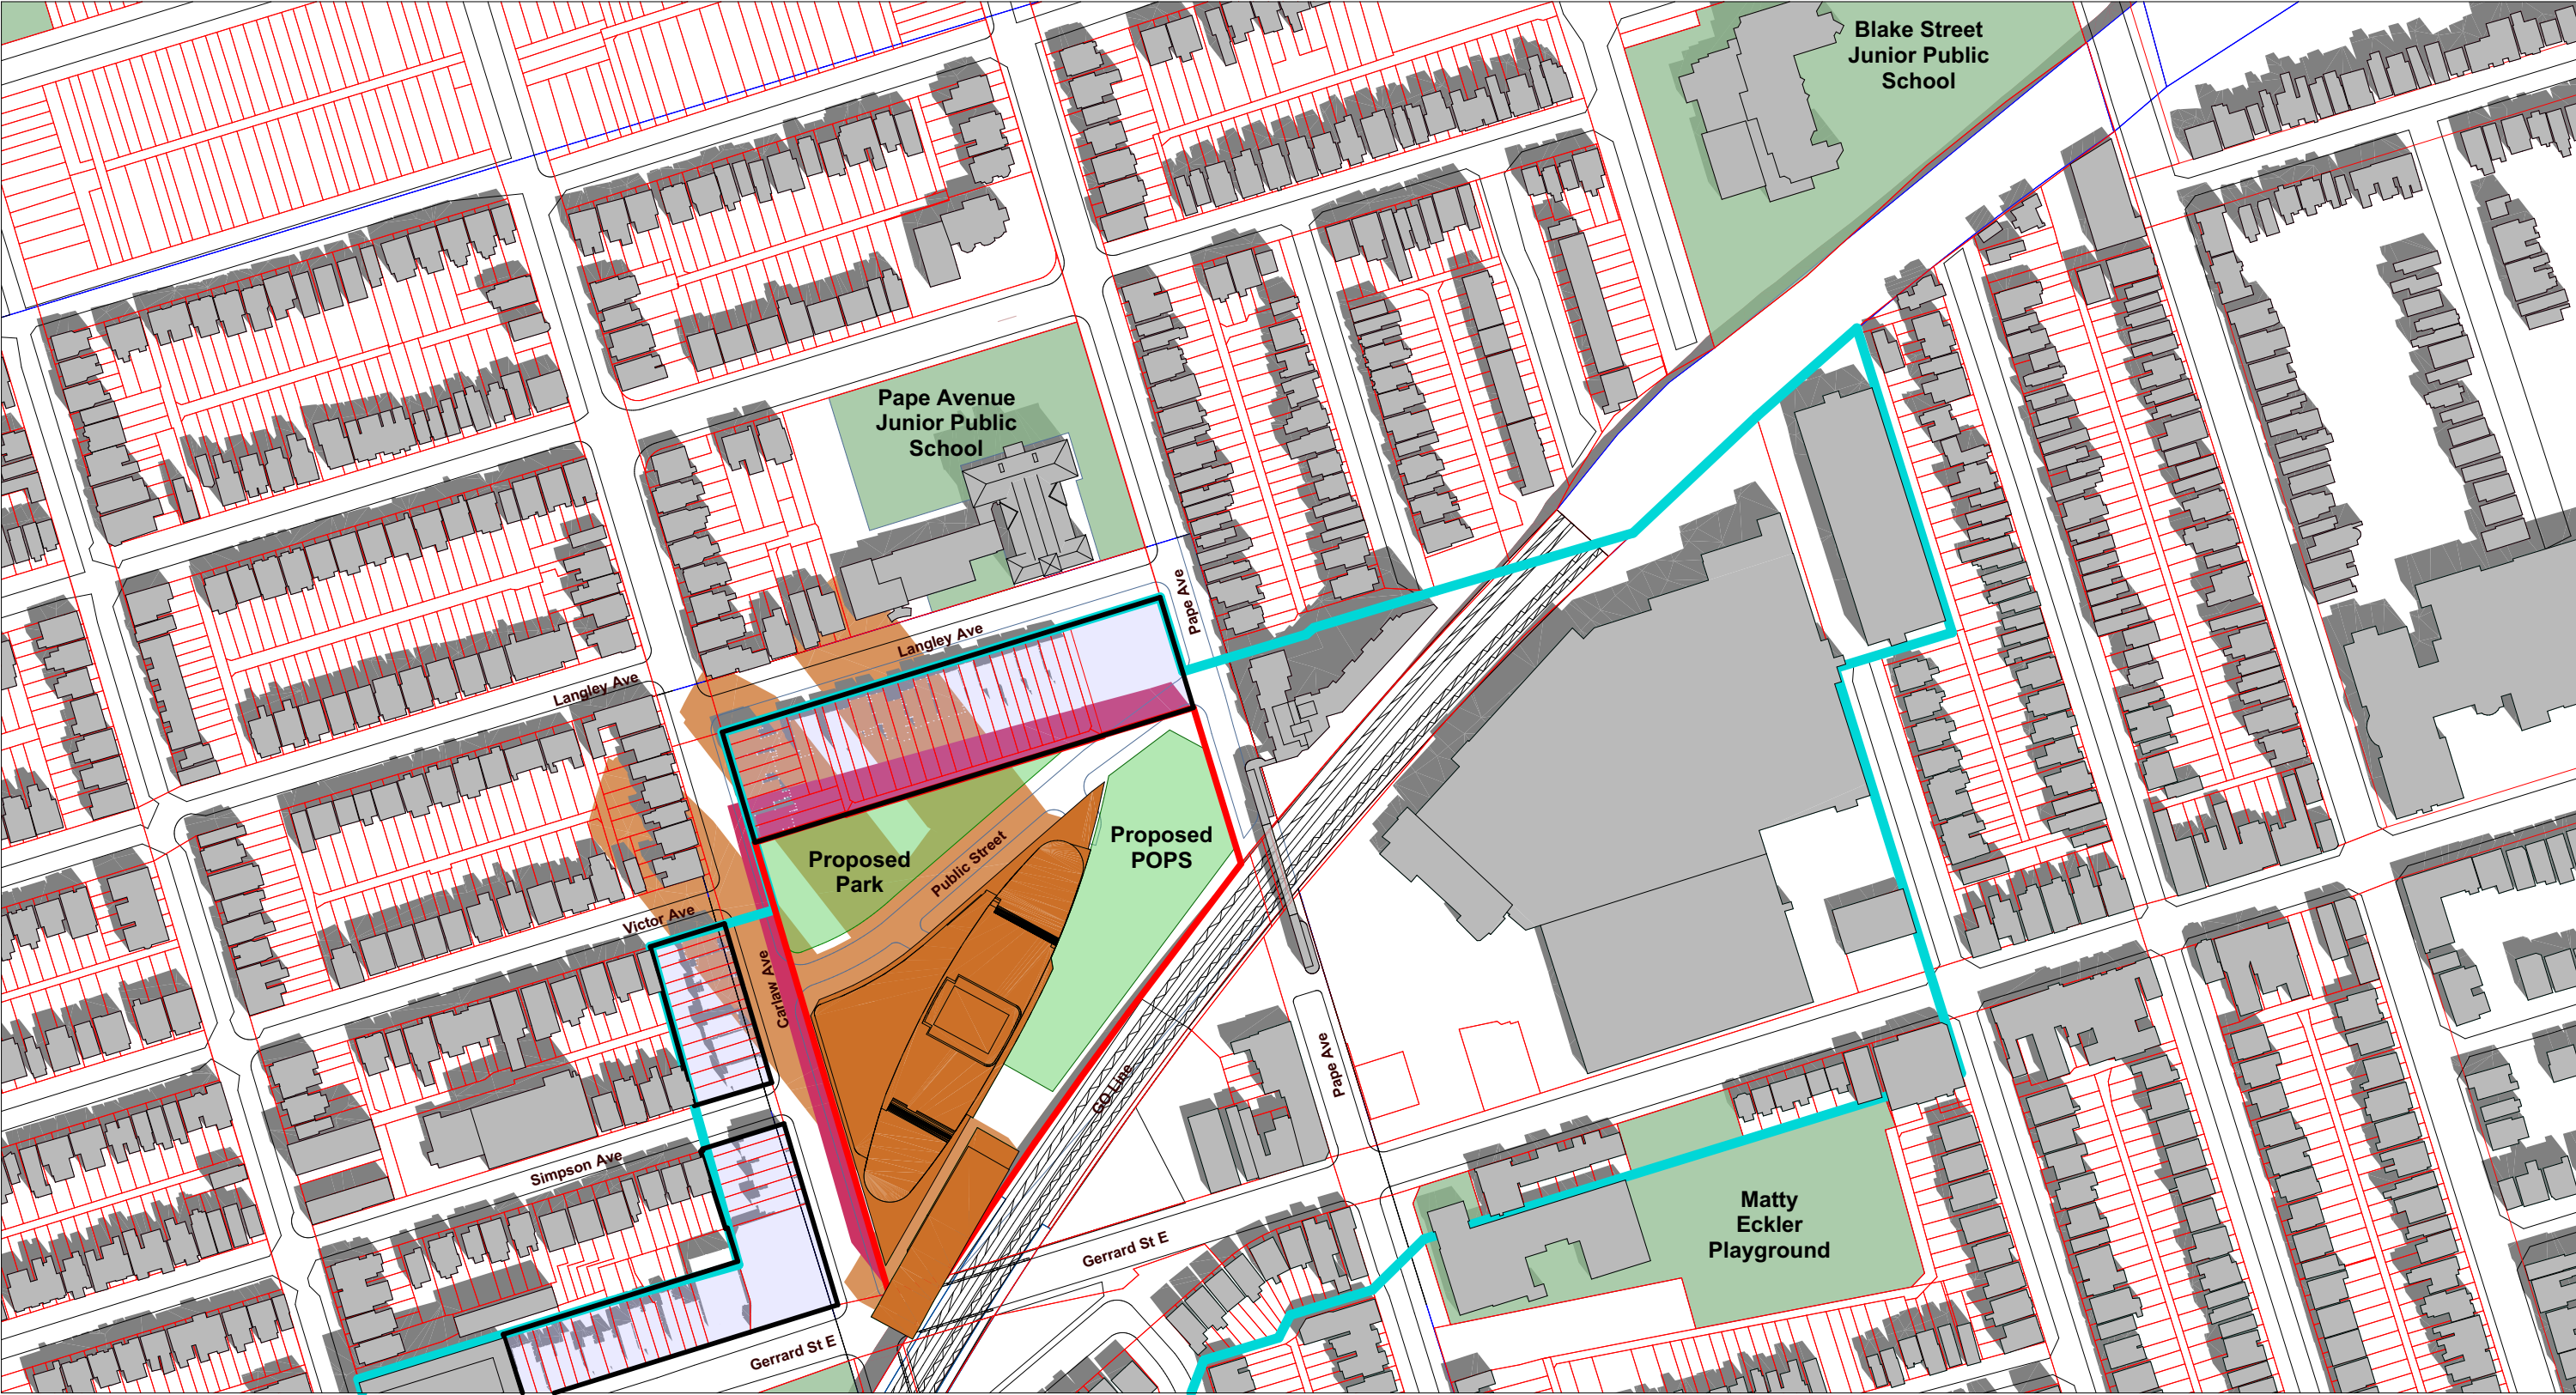 Blake Street
Junior Public
School
Pape Avenue
Junior Public
School
Pape Ave
Langley Ave
Langley Ave
Proposed
POPS
Proposed
Park
Public Street
Victor Ave
Carlaw Ave
GO Line
Pape Ave
Simpson Ave
Matty
Eckler
Playground
Gerrard St E
Gerrard St E